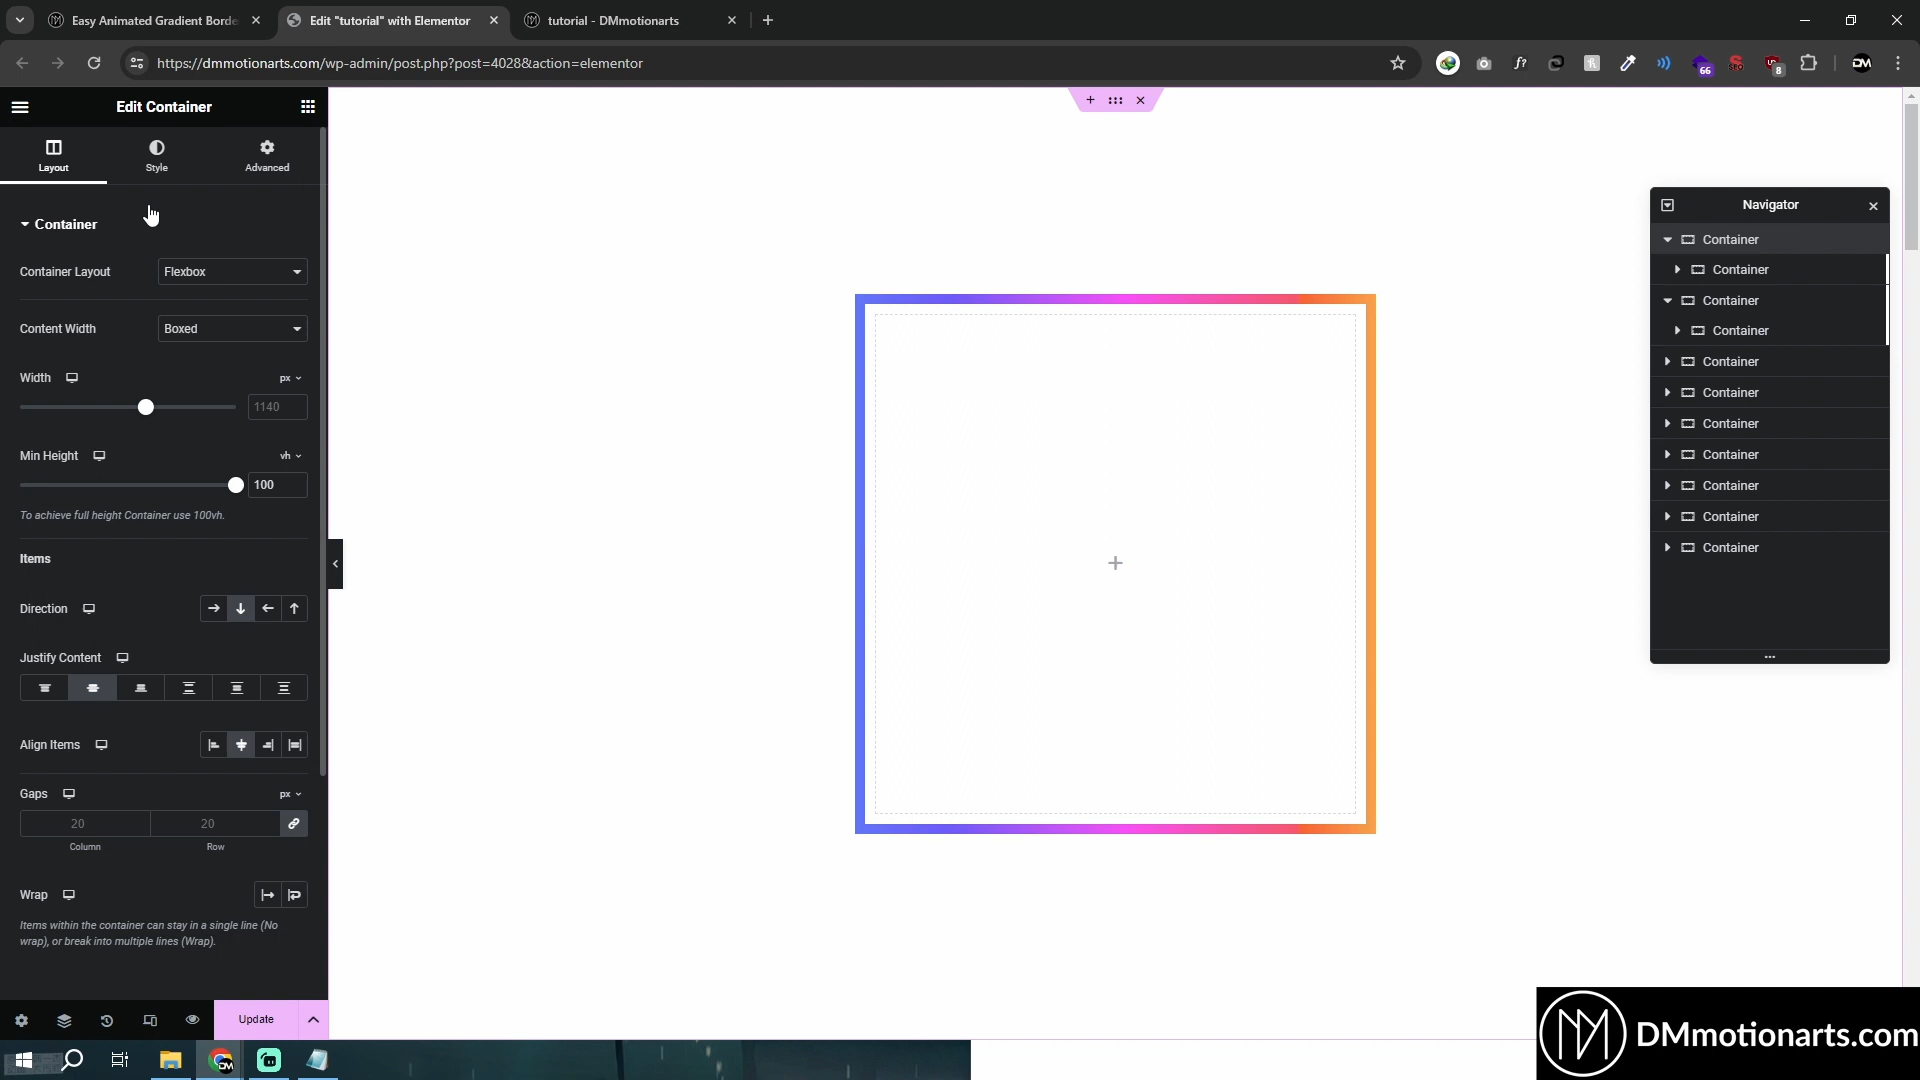 Easy Animated Gradient Borde
Edit "tutorial" with Elementor
tutorial - DMmotionarts
https://dmmotionarts.com/wp-admin/post.php?post=4028&action=elementor
f?
66
8
DM
Edit Container
Layout
Style
Advanced
Container
Container Layout
Flexbox
Content Width
Boxed
Width
px
1140
Min Height
vh
100
To achieve full height Container use 100vh.
Items
Direction
Justify Content
Align Items
Gaps
px
20
20
Column
Row
Wrap
Items within the container can stay in a single line (No
wrap), or break into multiple lines (Wrap).
Update
Navigator
Container
Container
Container
Container
Container
Container
Container
Container
Container
Container
Container
DMmotionarts.com